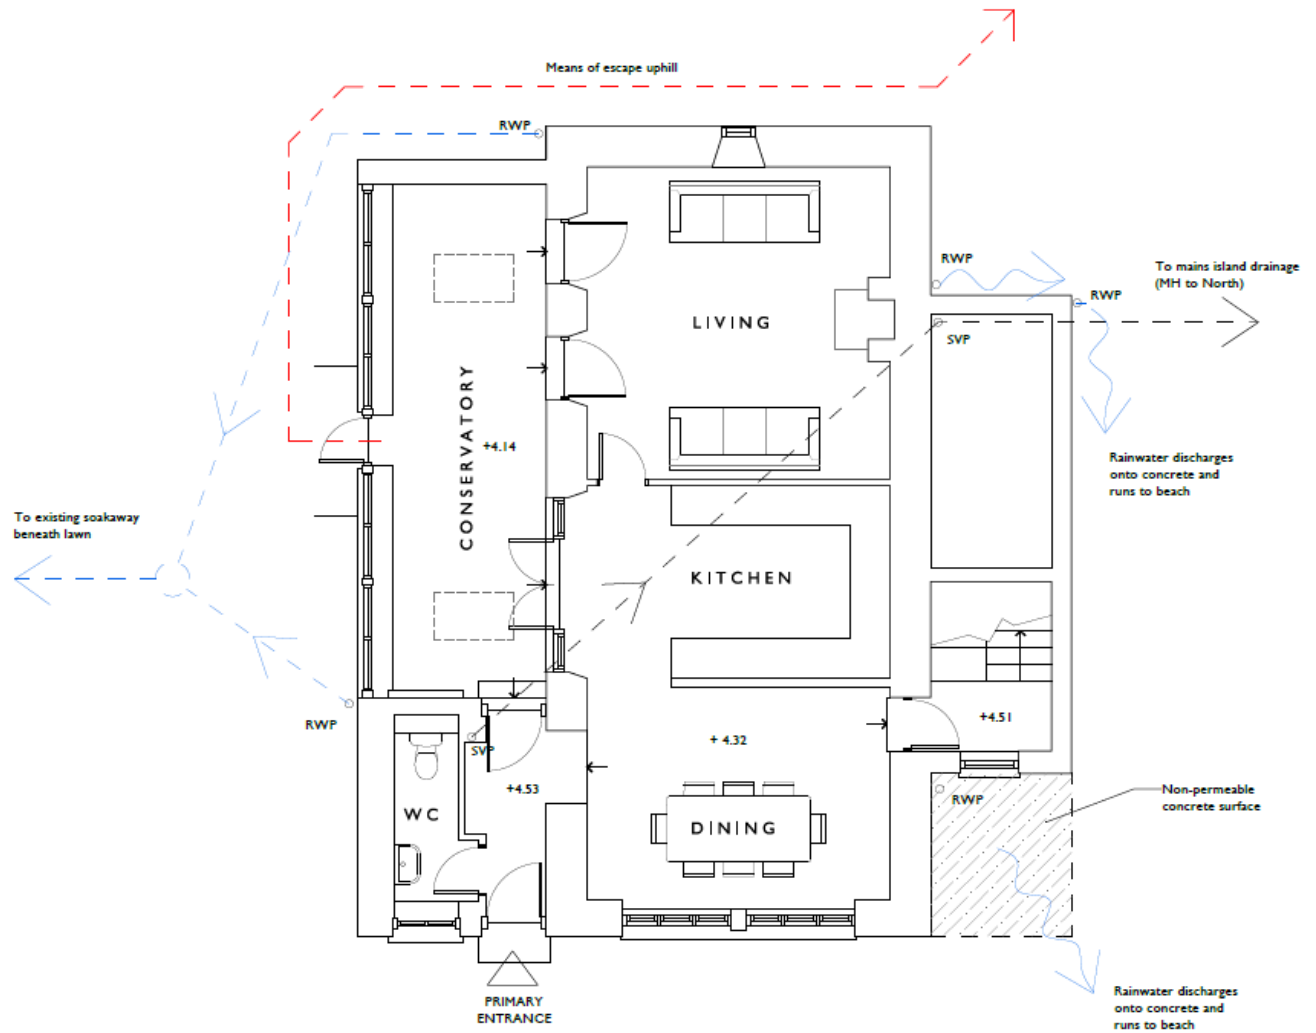 Means of escape uphill
RWP
RWP
To mains island drainage
(MH to North)
RWP
LIVING
SVP
CONSERVATORY
+4.14
Rainwater discharges
onto concrete and
runs to beach
To existing soakaway
beneath lawn
KITCHEN
RWP
+4.51
SVP
+ 4.32
+4.53
Non-permeable
concrete surface
RWP
WC
DINING
PRIMARY
ENTRANCE
Rainwater discharges
onto concrete and
runs to beach